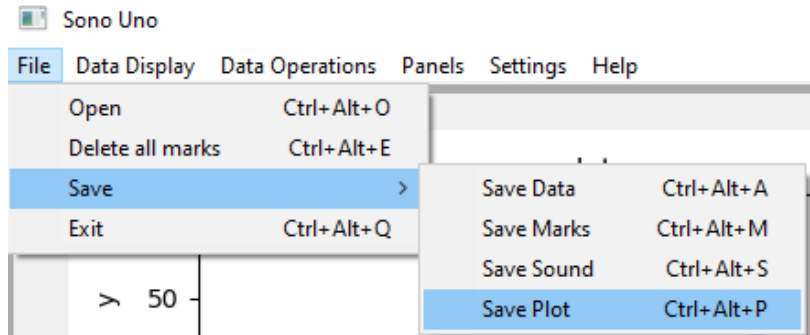 Sono Uno
File Data Display Data Operations Panels Settings Help
Open Ctrl+Alt+O
Delete all marks Ctrl+Alt+E
Save >
Exit Ctrl+Alt+Q
Save Data Ctrl+Alt+A
Save Marks Ctrl+Alt+M
Save Sound Ctrl+Alt+S
Save Plot Ctrl+Alt+P
y 50